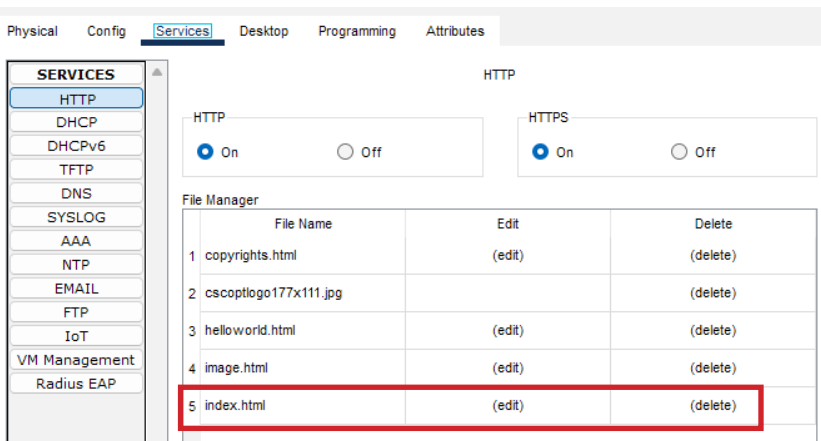 Physical Config Services Desktop Programming Attributes
SERVICES
HTTP
DHCP
DHCPv6
TFTP
DNS
SYSLOG
AAA
NTP
EMAIL
FTP
IoT
VM Management
Radius EAP
HTTP
HTTP
On Off
HTTPS
On Off
File Manager
File Name Edit Delete
1 copyrights.html (edit) (delete)
2 cscoptlogo177x111.jpg (delete)
3 helloworld.html (edit) (delete)
4 image.html (edit) (delete)
5 index.html (edit) (delete)